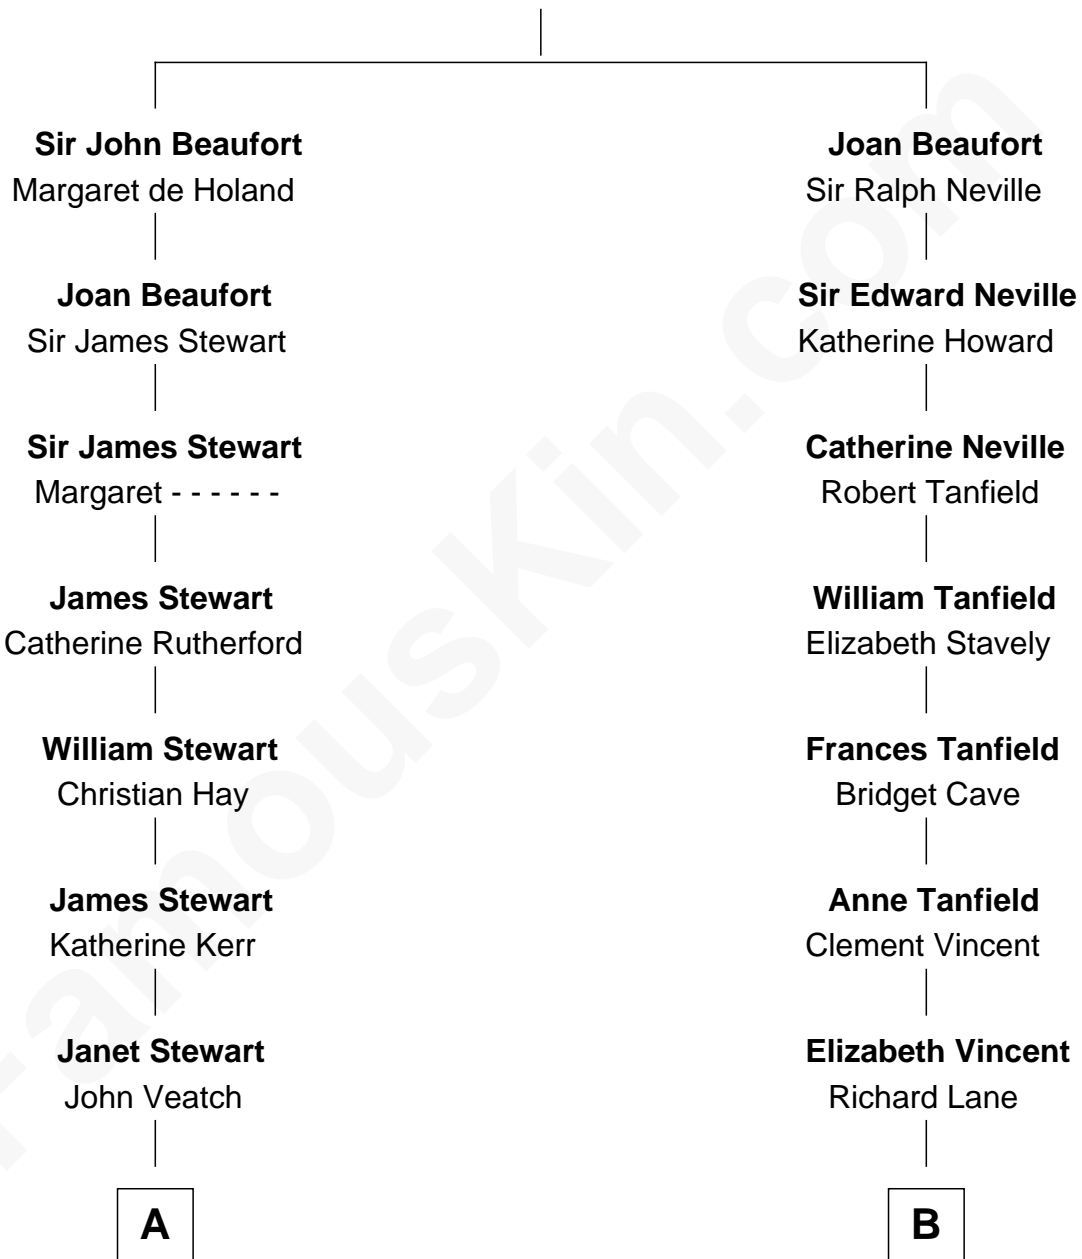 Sir John Beaufort
Margaret de Holand
Joan Beaufort
Sir James Stewart
Sir James Stewart
Margaret - - - - - -
James Stewart
Catherine Rutherford
William Stewart
Christian Hay
James Stewart
Katherine Kerr
Janet Stewart
John Veatch
A
Joan Beaufort
Sir Ralph Neville
Sir Edward Neville
Katherine Howard
Catherine Neville
Robert Tanfield
William Tanfield
Elizabeth Stavely
Frances Tanfield
Bridget Cave
Anne Tanfield
Clement Vincent
Elizabeth Vincent
Richard Lane
B
FamousKin.com